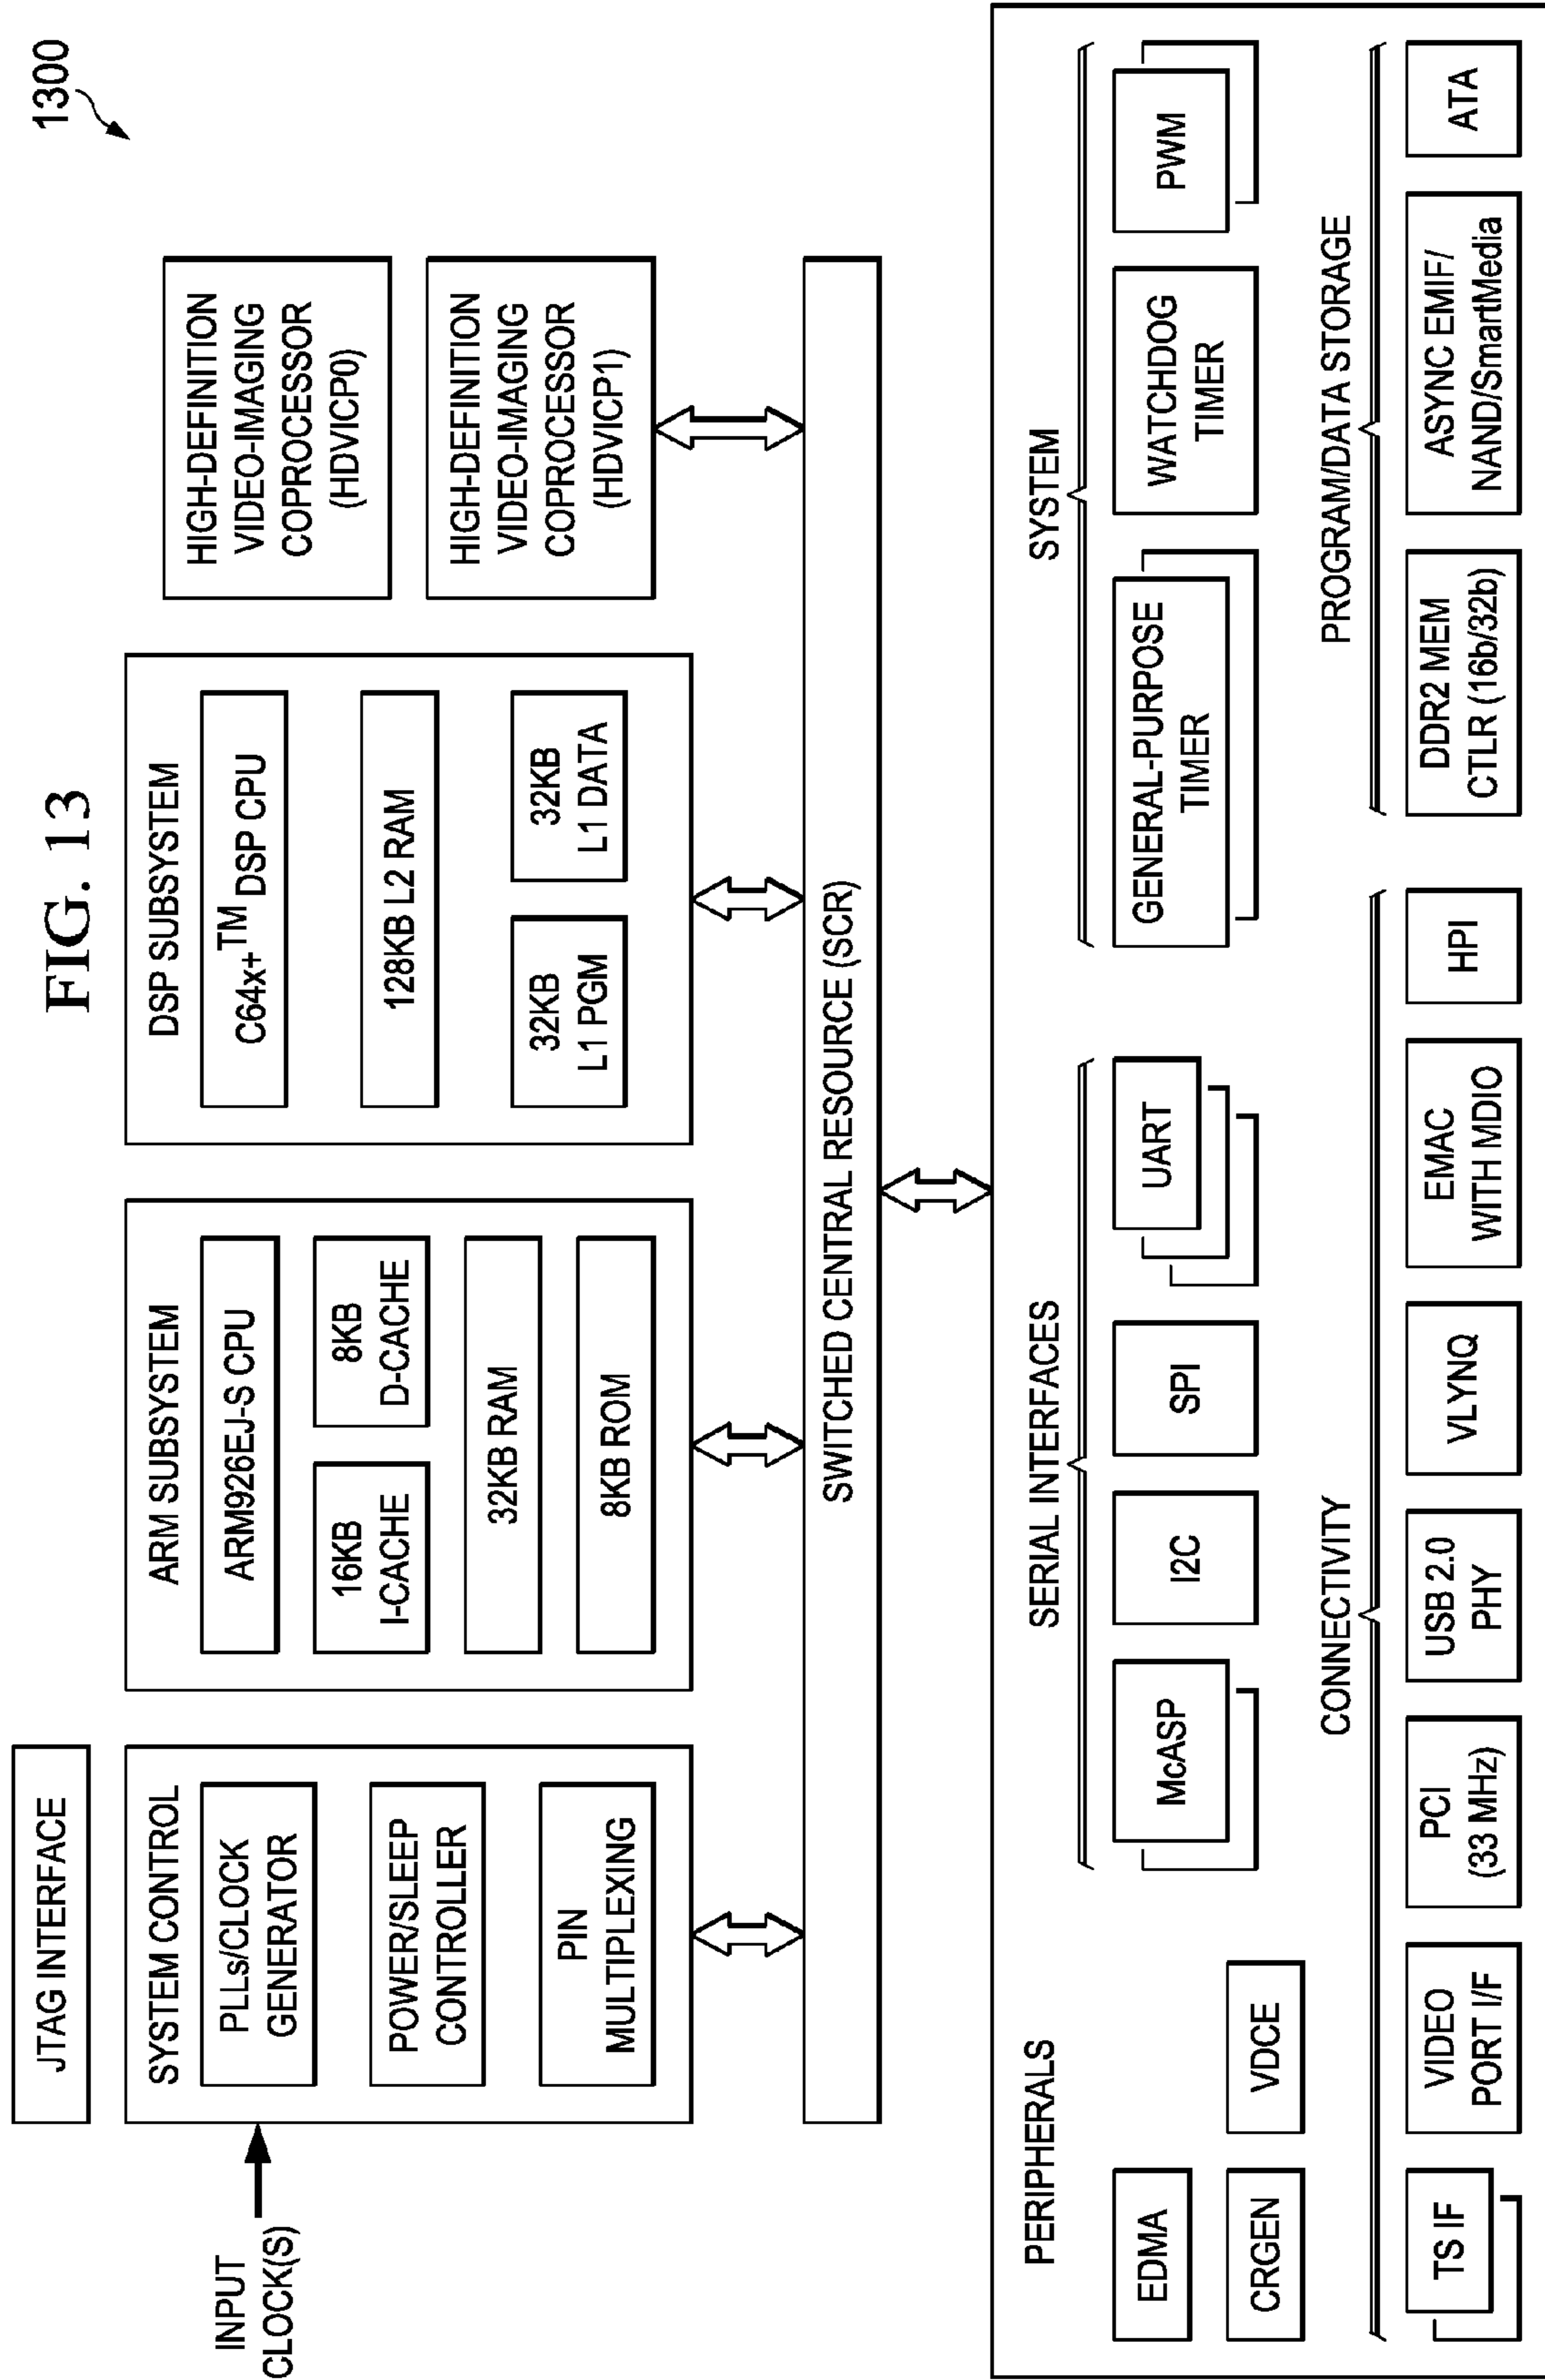 FIG. 13
1300
JTAG INTERFACE
INPUT
CLOCK(S)
SYSTEM CONTROL
PLLs/CLOCK
GENERATOR
POWER/SLEEP
CONTROLLER
PIN
MULTIPLEXING
ARM SUBSYSTEM
ARM926EJ-S CPU
16KB
I-CACHE
8KB
D-CACHE
32KB RAM
8KB ROM
DSP SUBSYSTEM
C64x+™ DSP CPU
128KB L2 RAM
32KB
L1 PGM
32KB
L1 DATA
HIGH-DEFINITION
VIDEO-IMAGING
COPROCESSOR
(HDVICP0)
HIGH-DEFINITION
VIDEO-IMAGING
COPROCESSOR
(HDVICP1)
SWITCHED CENTRAL RESOURCE (SCR)
PERIPHERALS
EDMA
CRGEN
VDCE
SERIAL INTERFACES
McASP
I2C
SPI
UART
SYSTEM
GENERAL-PURPOSE
TIMER
WATCHDOG
TIMER
PWM
CONNECTIVITY
TS IF
VIDEO
PORT I/F
PCI
(33 MHz)
USB 2.0
PHY
VLYNQ
EMAC
WITH MDIO
HPI
PROGRAM/DATA STORAGE
DDR2 MEM
CTLR (16b/32b)
ASYNC EMIF/
NAND/SmartMedia
ATA